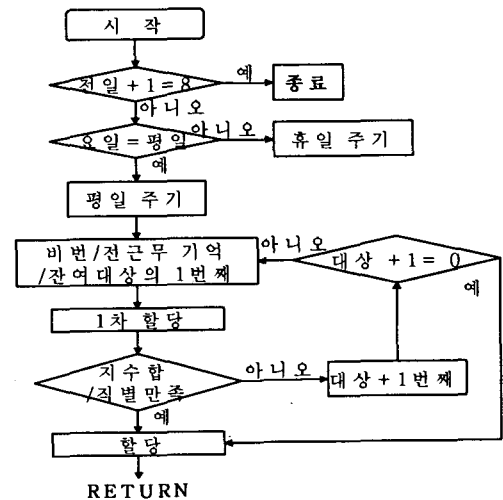 시 작
전일+1=8
예
종료
아니오
요일=평일
아니오
휴일 주기
예
평일 주기
비번/전근무 기억
/잔여대상의 1번째
아니오
대상 +1= 0
예
1차 할당
지수합
/직별만족
아니오
대상+1번째
예
할당
RETURN